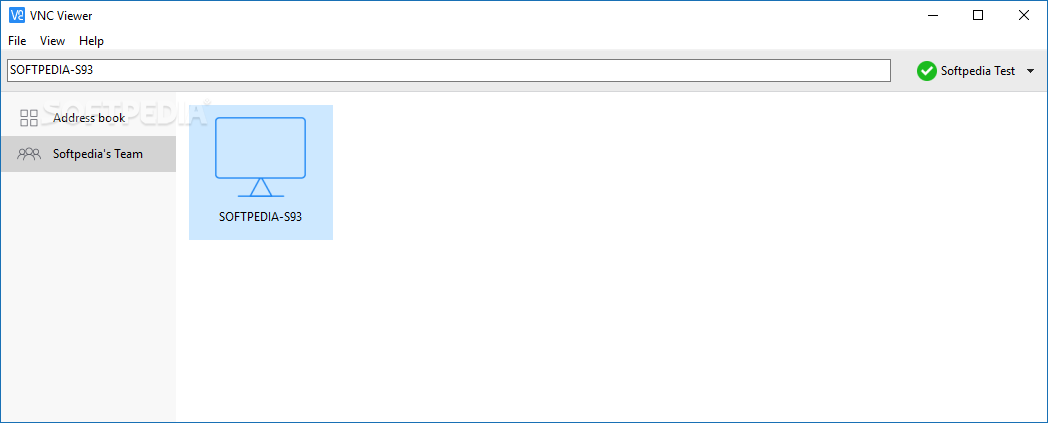 VNC Viewer
File View Help
SOFTPEDIA-S93
Softpedia Test
SOFTPEDIA
Address book
Softpedia's Team
SOFTPEDIA-S93